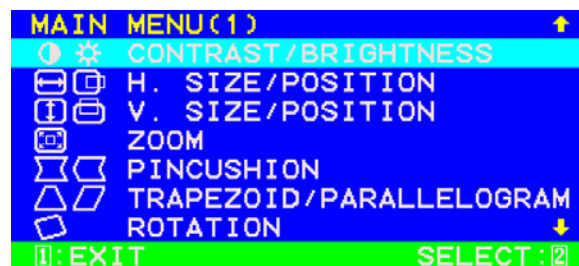 MAIN MENU(1)
CONTRAST/BRIGHTNESS
H. SIZE/POSITION
V. SIZE/POSITION
ZOOM
PINCUSHION
TRAPEZOID/PARALLELOGRAM
ROTATION
1:EXIT SELECT:2